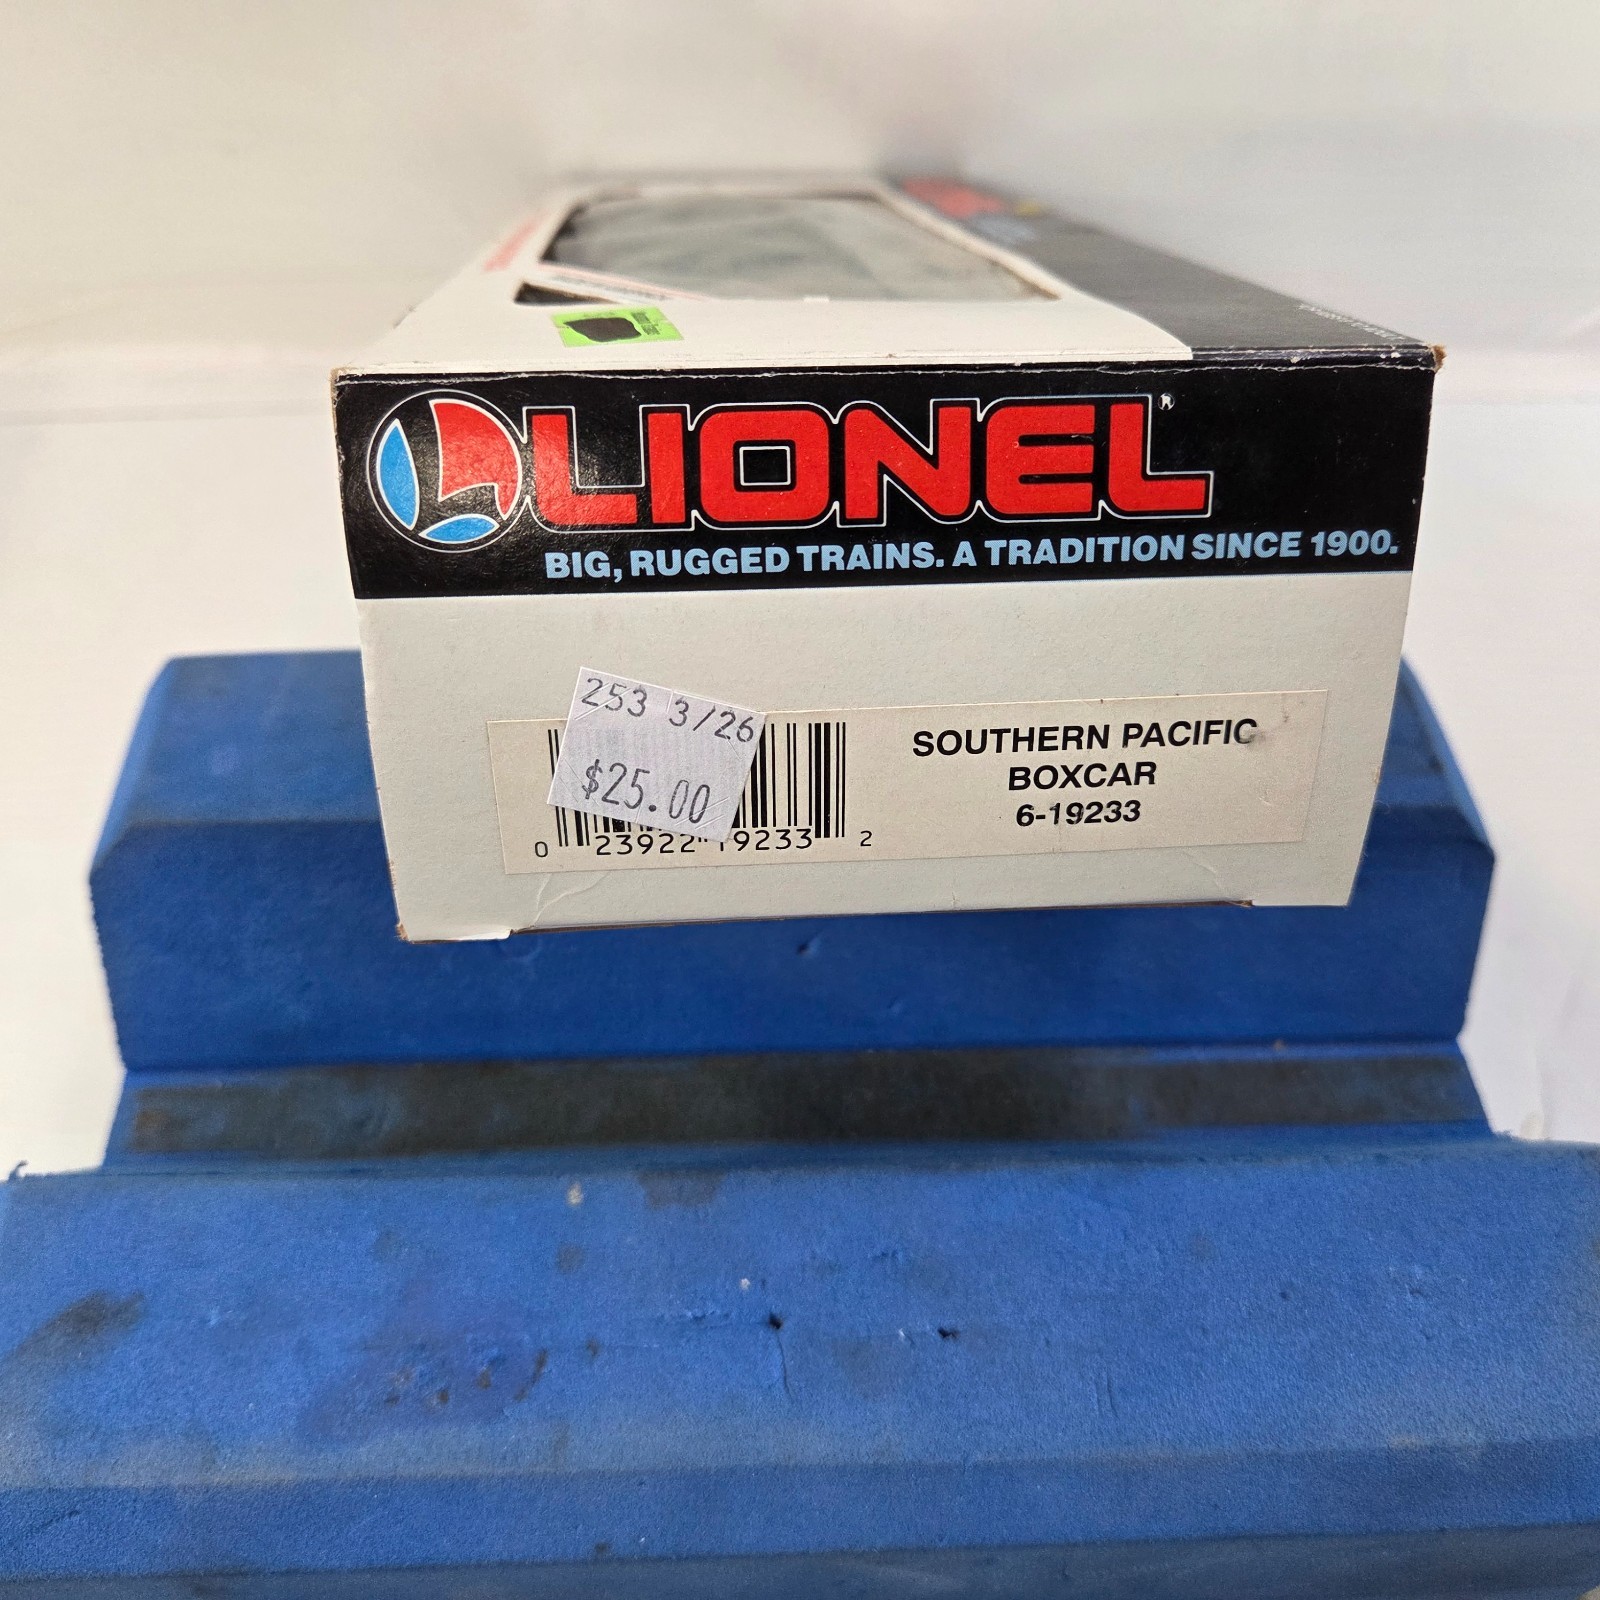 LIONEL®
BIG, RUGGED TRAINS. A TRADITION SINCE 1900.
253 3/26
$25.00
SOUTHERN PACIFIC
BOXCAR
6-19233
0 23922 19233 2